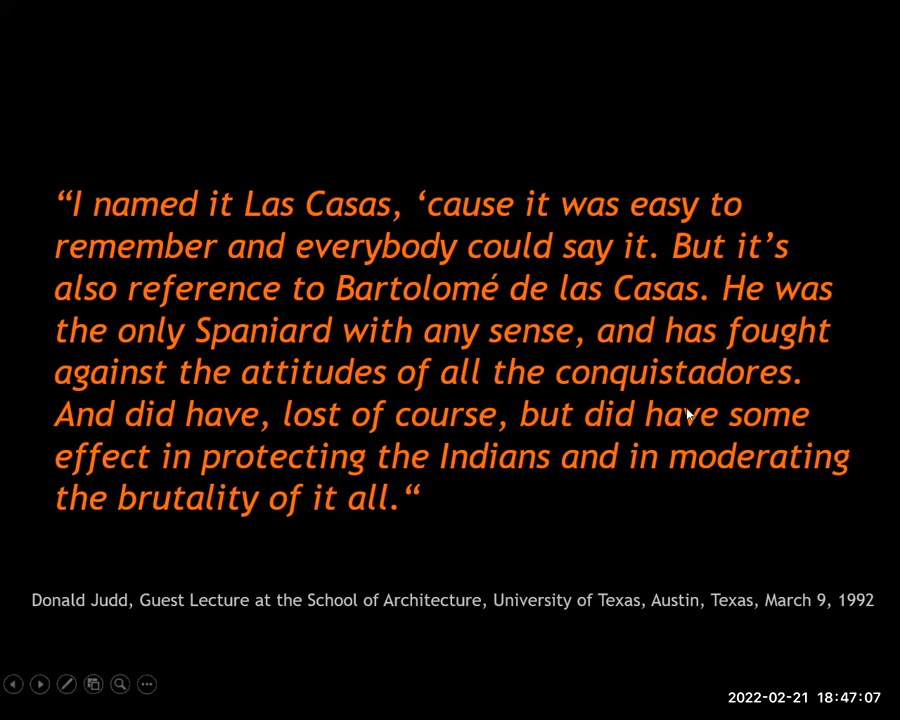 “I named it Las Casas, ‘cause it was easy to
remember and everybody could say it. But it’s
also reference to Bartolomé de las Casas. He was
the only Spaniard with any sense, and has fought
against the attitudes of all the conquistadores.
And did have, lost of course, but did have some
effect in protecting the Indians and in moderating
the brutality of it all.“
Donald Judd, Guest Lecture at the School of Architecture, University of Texas, Austin, Texas, March 9, 1992
2022-02-21 18:47:07